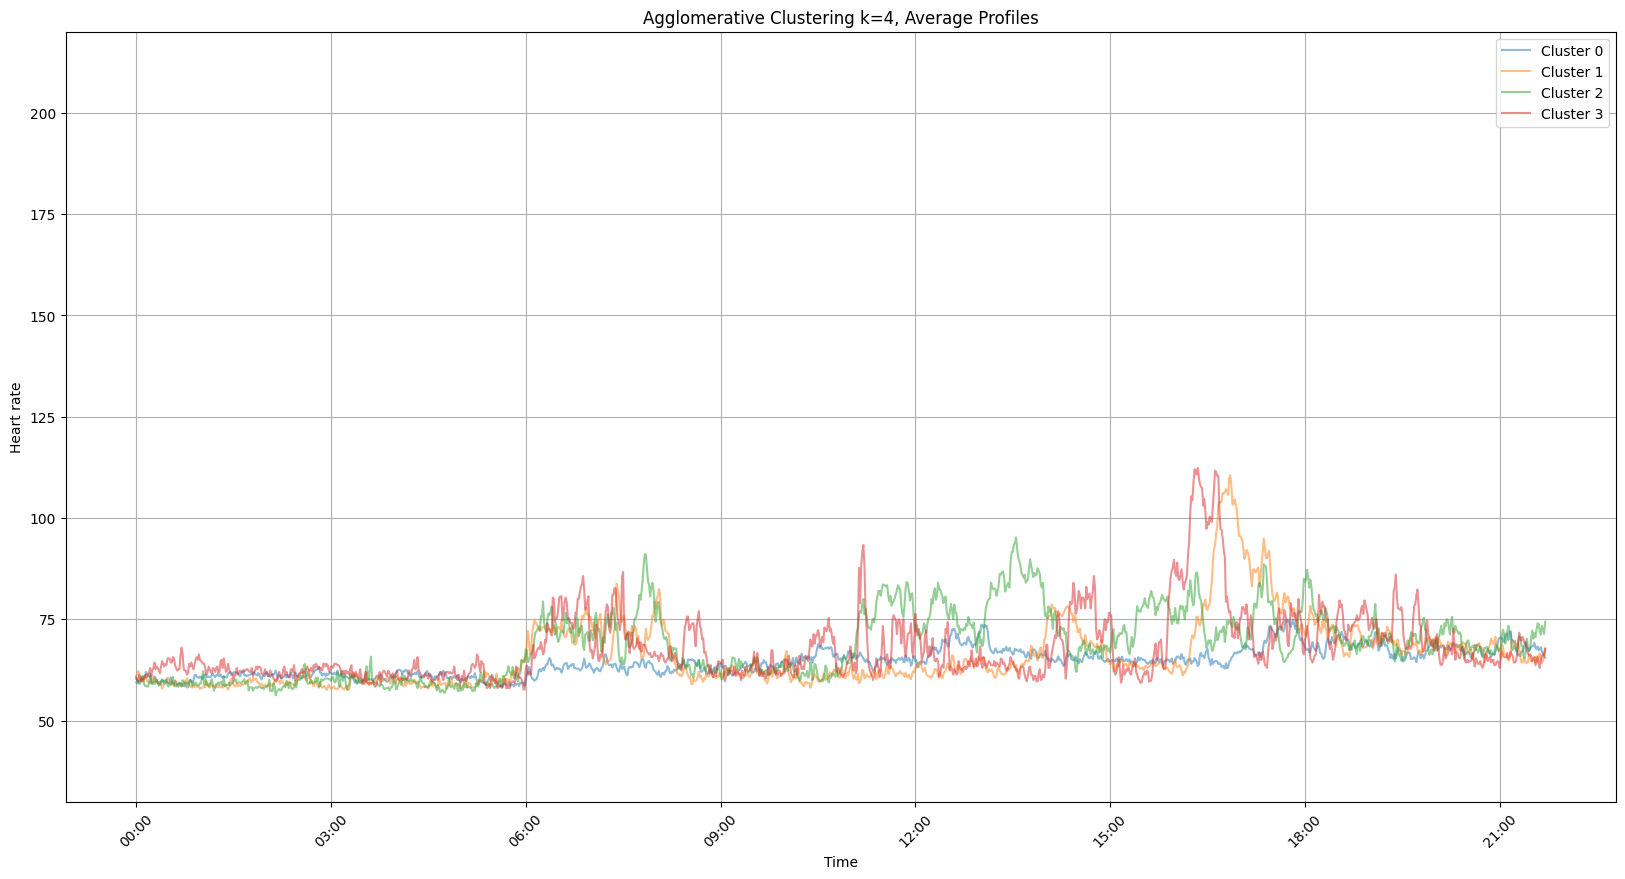 Agglomerative Clustering k=4, Average Profiles
Cluster 0
Cluster 1
Cluster 2
Cluster 3
Heart rate
200
175
150
125
100
75
50
00:00
03:00
06:00
09:00
12:00
15:00
18:00
21:00
Time